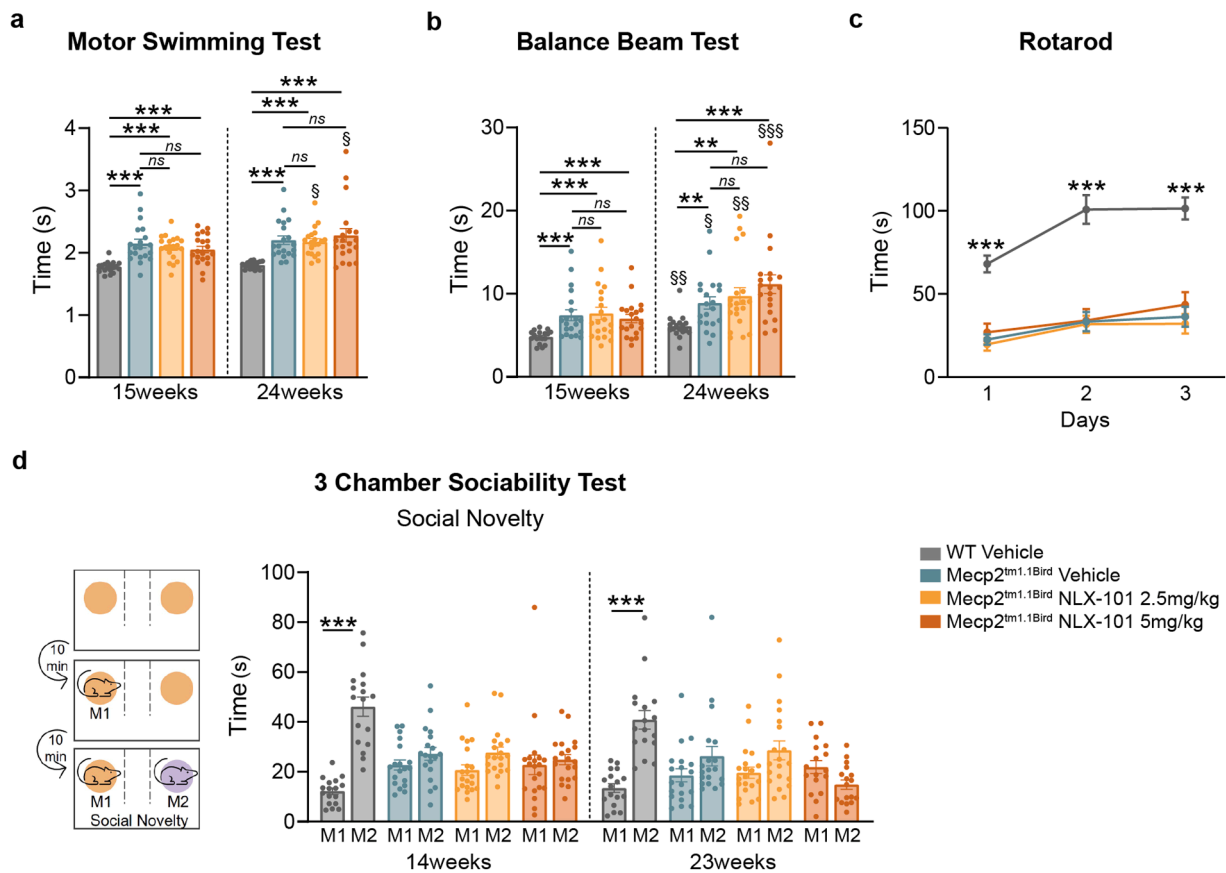 a
Motor Swimming Test
Time (s)
4
3
2
1
0
***
***
***
ns
ns
***
***
***
ns
ns
§
§
15weeks
24weeks
b
Balance Beam Test
Time (s)
30
20
10
0
***
***
***
ns
ns
***
**
**
ns
ns
§§
§
§§
§§§
15weeks
24weeks
c
Rotarod
Time (s)
150
100
50
0
***
***
***
1 2 3
Days
d
3 Chamber Sociability Test
Social Novelty
10
min
M1
10
min
M1 M2
Social Novelty
Time (s)
100
80
60
40
20
0
***
***
M1 M2 M1 M2 M1 M2 M1 M2 M1 M2 M1 M2 M1 M2 M1 M2
14weeks
23weeks
WT Vehicle
Mecp2tm1.1Bird Vehicle
Mecp2tm1.1Bird NLX-101 2.5mg/kg
Mecp2tm1.1Bird NLX-101 5mg/kg